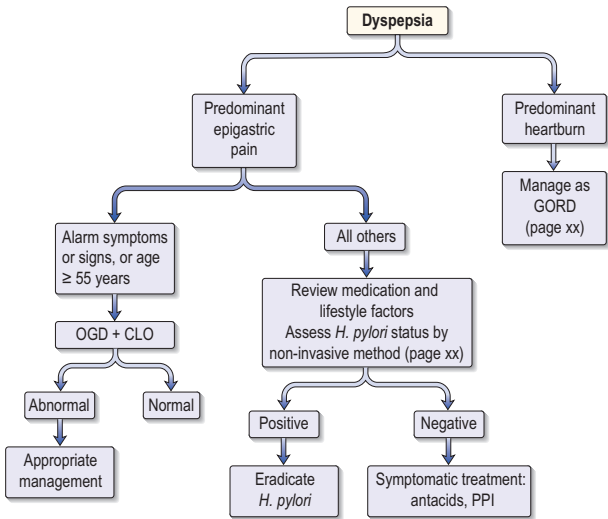 Dyspepsia
Predominant
epigastric
pain
Predominant
heartburn
Manage as
GORD
(page xx)
Alarm symptoms
or signs, or age
≥ 55 years
All others
OGD + CLO
Review medication and
lifestyle factors
Assess H. pylori status by
non-invasive method (page xx)
Abnormal
Normal
Positive
Negative
Appropriate
management
Eradicate
H. pylori
Symptomatic treatment:
antacids, PPI